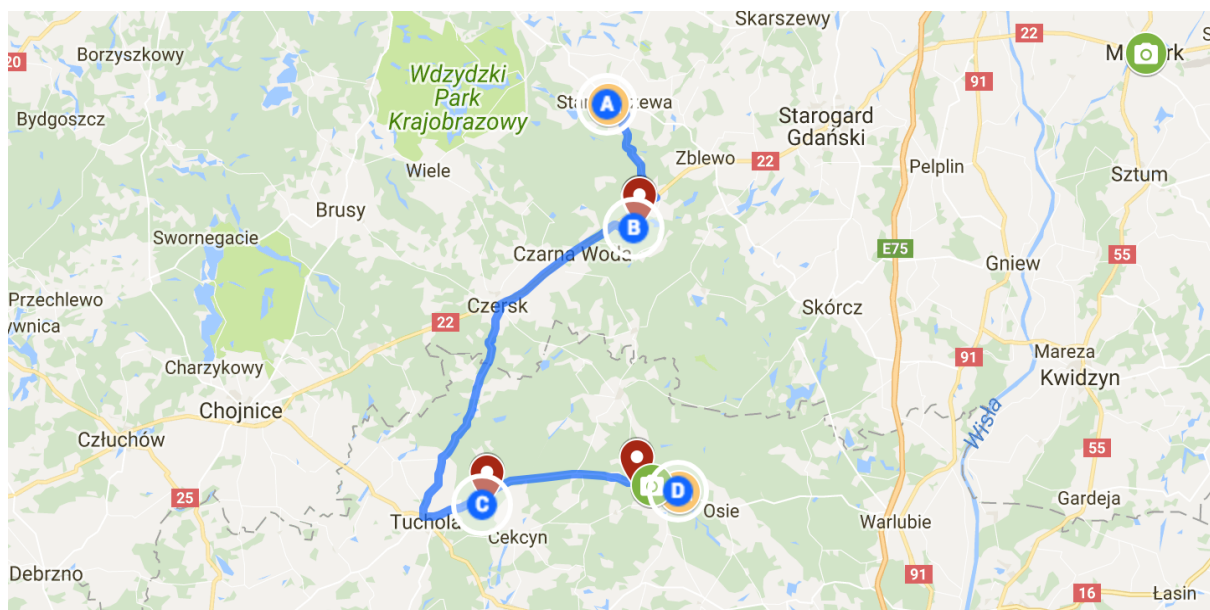 Skarszewy
22
Borzyszkowy
20
91
Wdzydzki
Park
Krajobrazowy
Bydgoszcz
A
Starogard
Gdański
Zblewo
22
Pelplin
Wiele
Sztum
Brusy
B
Swornegacie
Czarna Woda
E75
55
Gniew
Przechlewo
Czersk
Skórcz
22
Mareza
91
Charzykowy
Kwidzyn
Chojnice
Wisła
Człuchów
55
25
D
C
Gardeja
Osie
Tuchola
Warlubie
Cekcyn
Debrzno
91
16
Łasin